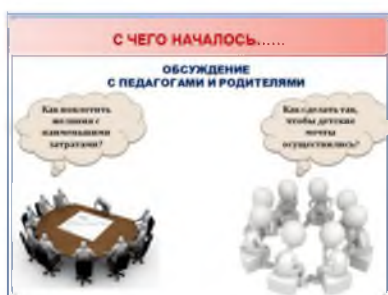 С ЧЕГО НАЧАЛОСЬ......
ОБСУЖДЕНИЕ
С ПЕДАГОГАМИ И РОДИТЕЛЯМИ
Как воплотить
желания с
наименьшими
затратами?
Как сделать так,
чтобы детские
мечты
осуществились?